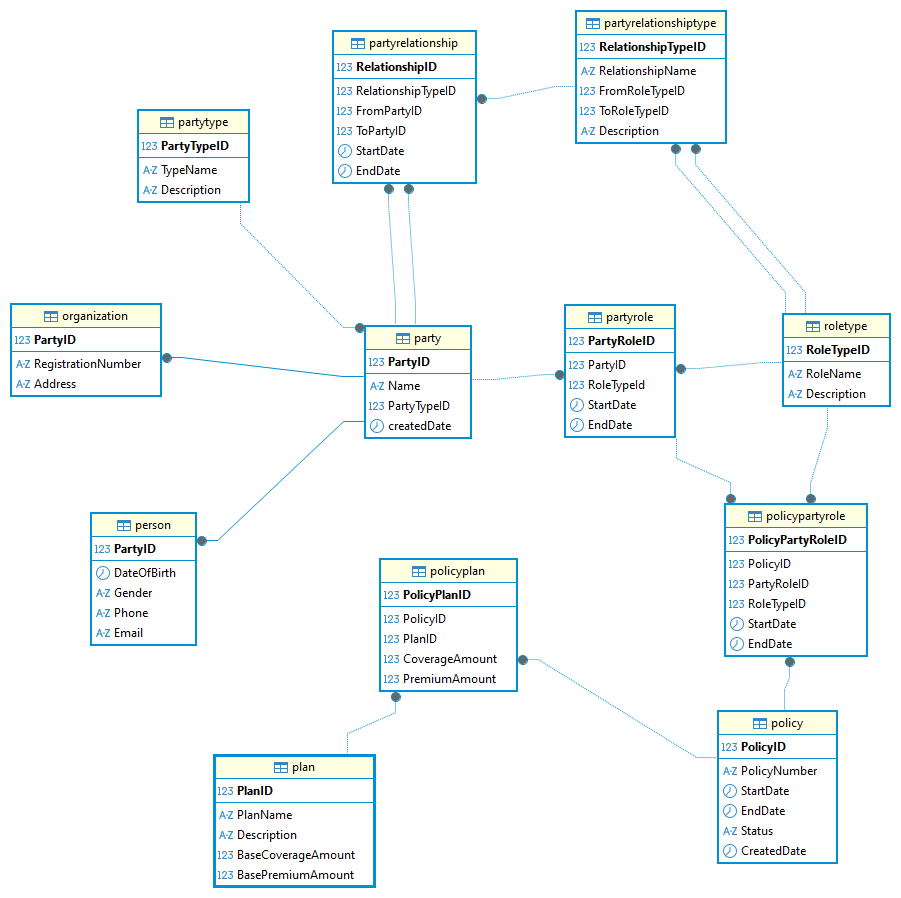 partyrelationshiptype
123 RelationshipTypeID
A-Z RelationshipName
123 FromRoleTypeID
123 ToRoleTypeID
A-Z Description
partyrelationship
123 RelationshipID
123 RelationshipTypeID
123 FromPartyID
123 ToPartyID
StartDate
EndDate
partytype
123 PartyTypeID
A-Z TypeName
A-Z Description
organization
123 PartyID
A-Z RegistrationNumber
A-Z Address
party
123 PartyID
A-Z Name
123 PartyTypeID
createdDate
partyrole
123 PartyRoleID
123 PartyID
123 RoleTypeId
StartDate
EndDate
roletype
123 RoleTypeID
A-Z RoleName
A-Z Description
person
123 PartyID
DateOfBirth
A-Z Gender
A-Z Phone
A-Z Email
policypartyrole
123 PolicyPartyRoleID
123 PolicyID
123 PartyRoleID
123 RoleTypeID
StartDate
EndDate
policyplan
123 PolicyPlanID
123 PolicyID
123 PlanID
123 CoverageAmount
123 PremiumAmount
plan
123 PlanID
A-Z PlanName
A-Z Description
123 BaseCoverageAmount
123 BasePremiumAmount
policy
123 PolicyID
A-Z PolicyNumber
StartDate
EndDate
A-Z Status
CreatedDate